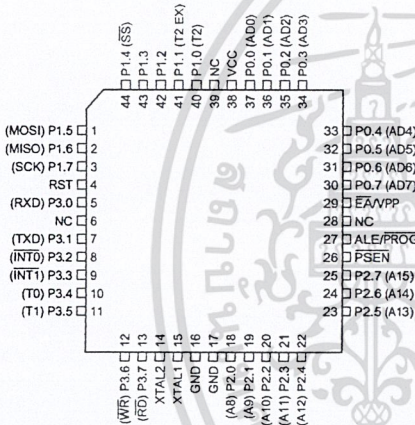 44 P1.4 (SS)
43 P1.3
42 P1.2
41 P1.1 (T2 EX)
40 P1.0 (T2)
39 NC
38 VCC
37 P0.0 (AD0)
36 P0.1 (AD1)
35 P0.2 (AD2)
34 P0.3 (AD3)
(MOSI) P1.5 1
(MISO) P1.6 2
(SCK) P1.7 3
RST 4
(RXD) P3.0 5
NC 6
(TXD) P3.1 7
(INT0) P3.2 8
(INT1) P3.3 9
(T0) P3.4 10
(T1) P3.5 11
33 P0.4 (AD4)
32 P0.5 (AD5)
31 P0.6 (AD6)
30 P0.7 (AD7)
29 EA/VPP
28 NC
27 ALE/PROG
26 PSEN
25 P2.7 (A15)
24 P2.6 (A14)
23 P2.5 (A13)
(WR) P3.6 12
(RD) P3.7 13
XTAL2 14
XTAL1 15
GND 16
GND 17
(A8) P2.0 18
(A9) P2.1 19
(A10) P2.2 20
(A11) P2.3 21
(A12) P2.4 22